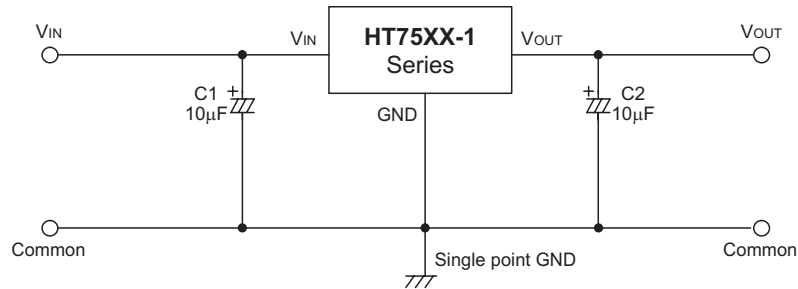 VIN
VIN
HT75XX-1
Series
VOUT
VOUT
C1
10μF
+
GND
+
C2
10μF
Common
Single point GND
Common